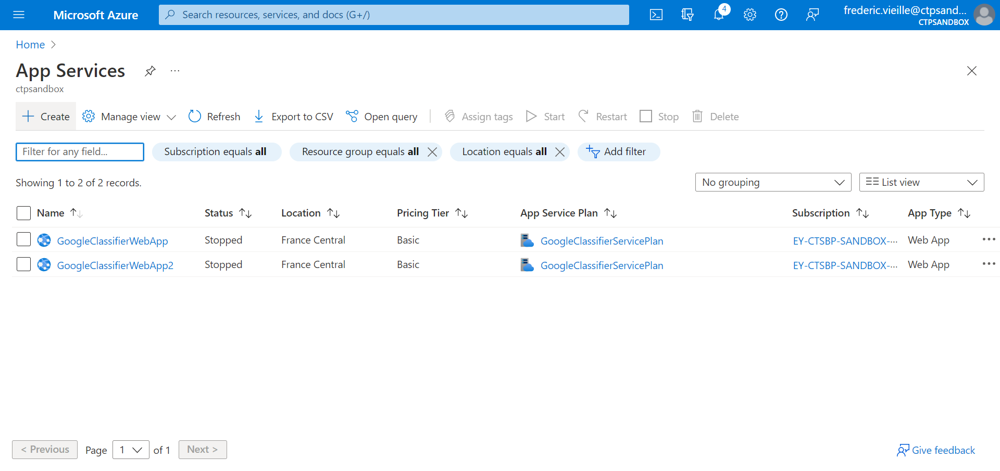 Microsoft Azure
Search resources, services, and docs (G+/)
4
frederic.vieille@ctpsand...
CTPSANDBOX
Home
App Services
...
ctpsandbox
Create
Manage view
Refresh
Export to CSV
Open query
Assign tags
Start
Restart
Stop
Delete
Filter for any field...
Subscription equals all
Resource group equals all
Location equals all
Add filter
Showing 1 to 2 of 2 records.
No grouping
List view
Name
Status
Location
Pricing Tier
App Service Plan
Subscription
App Type
GoogleClassifierWebApp
Stopped
France Central
Basic
GoogleClassifierServicePlan
EY-CTSBP-SANDBOX-...
Web App
GoogleClassifierWebApp2
Stopped
France Central
Basic
GoogleClassifierServicePlan
EY-CTSBP-SANDBOX-...
Web App
< Previous
Page
1
of 1
Next >
Give feedback